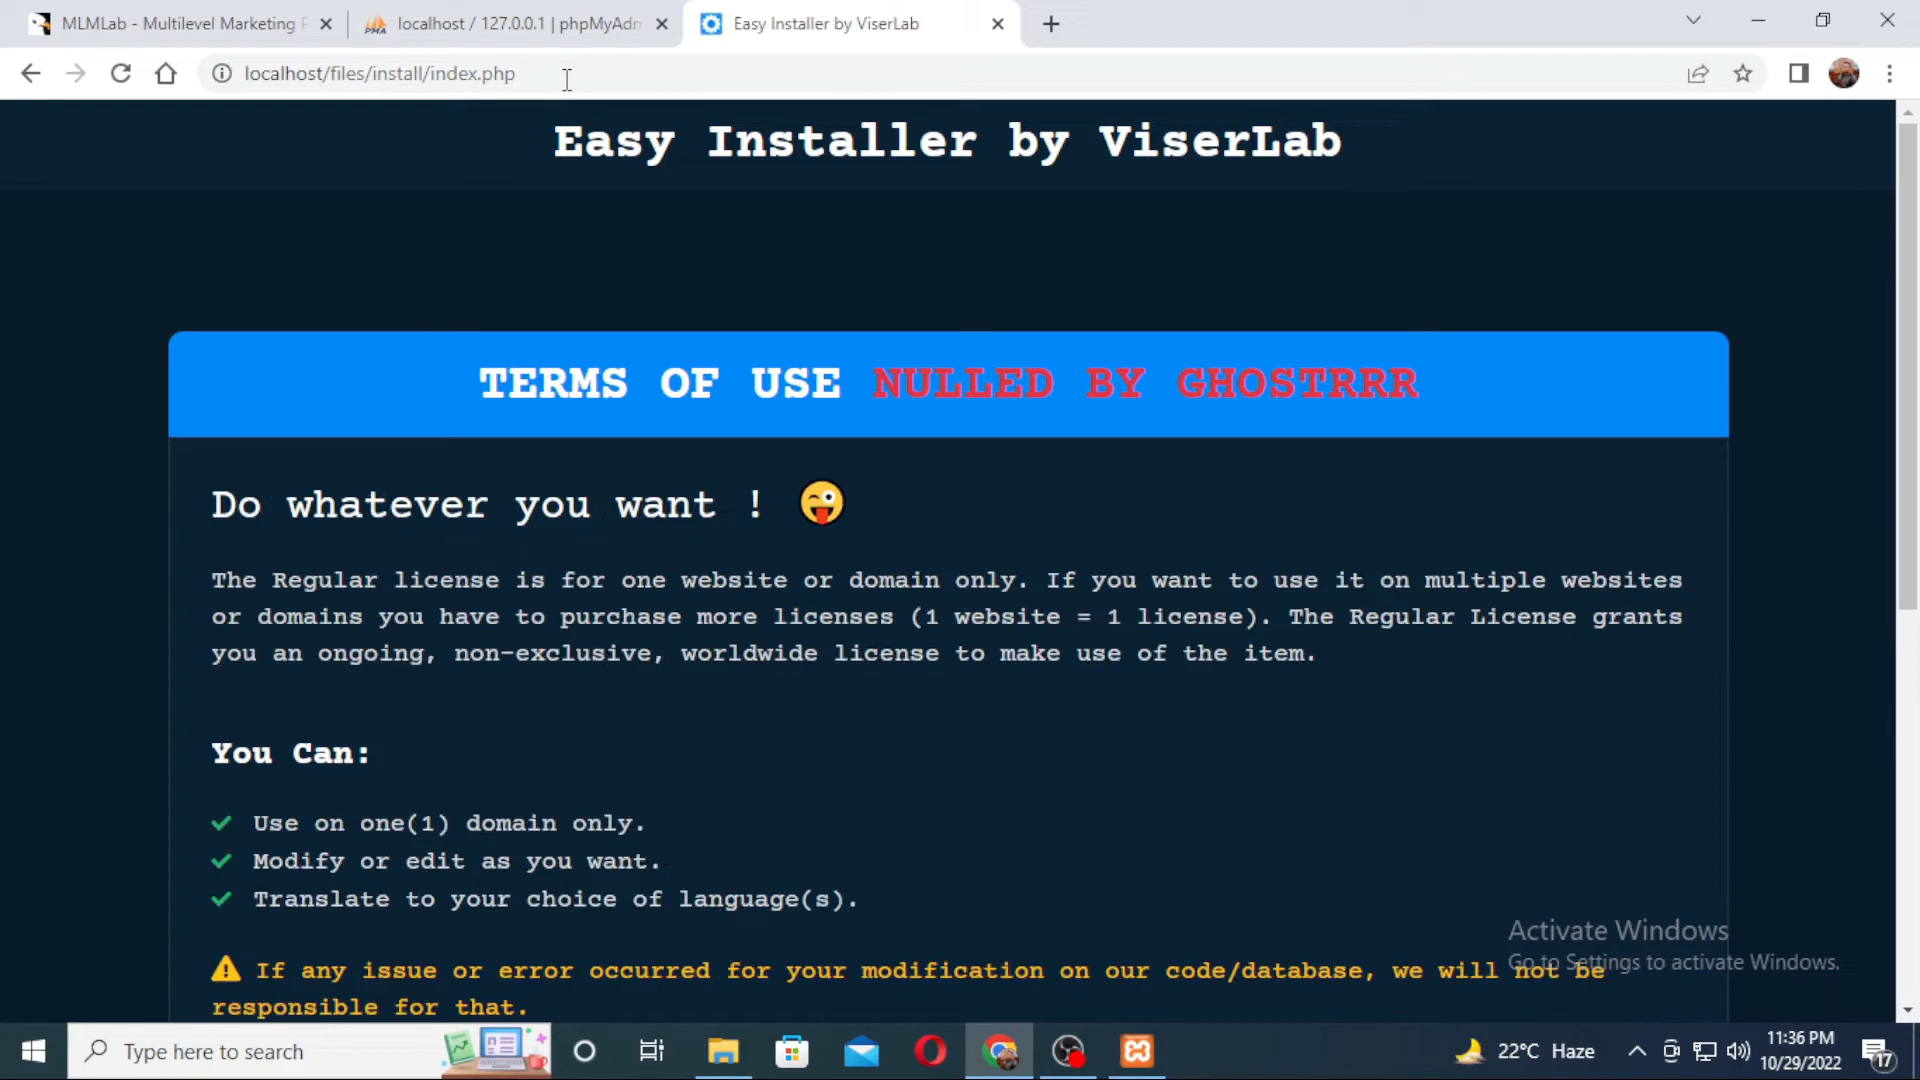 MLMLab - Multilevel Marketing P
localhost / 127.0.0.1 | phpMyAdm
Easy Installer by ViserLab
localhost/files/install/index.php
Easy Installer by ViserLab
TERMS OF USE NULLED BY GHOSTRRR
Do whatever you want ! 😜
The Regular license is for one website or domain only. If you want to use it on multiple websites
or domains you have to purchase more licenses (1 website = 1 license). The Regular License grants
you an ongoing, non-exclusive, worldwide license to make use of the item.
You Can:
Use on one(1) domain only.
Modify or edit as you want.
Translate to your choice of language(s).
If any issue or error occurred for your modification on our code/database, we will not be
responsible for that.
Activate Windows
Go to Settings to activate Windows.
Type here to search
22°C Haze
11:36 PM
10/29/2022
17